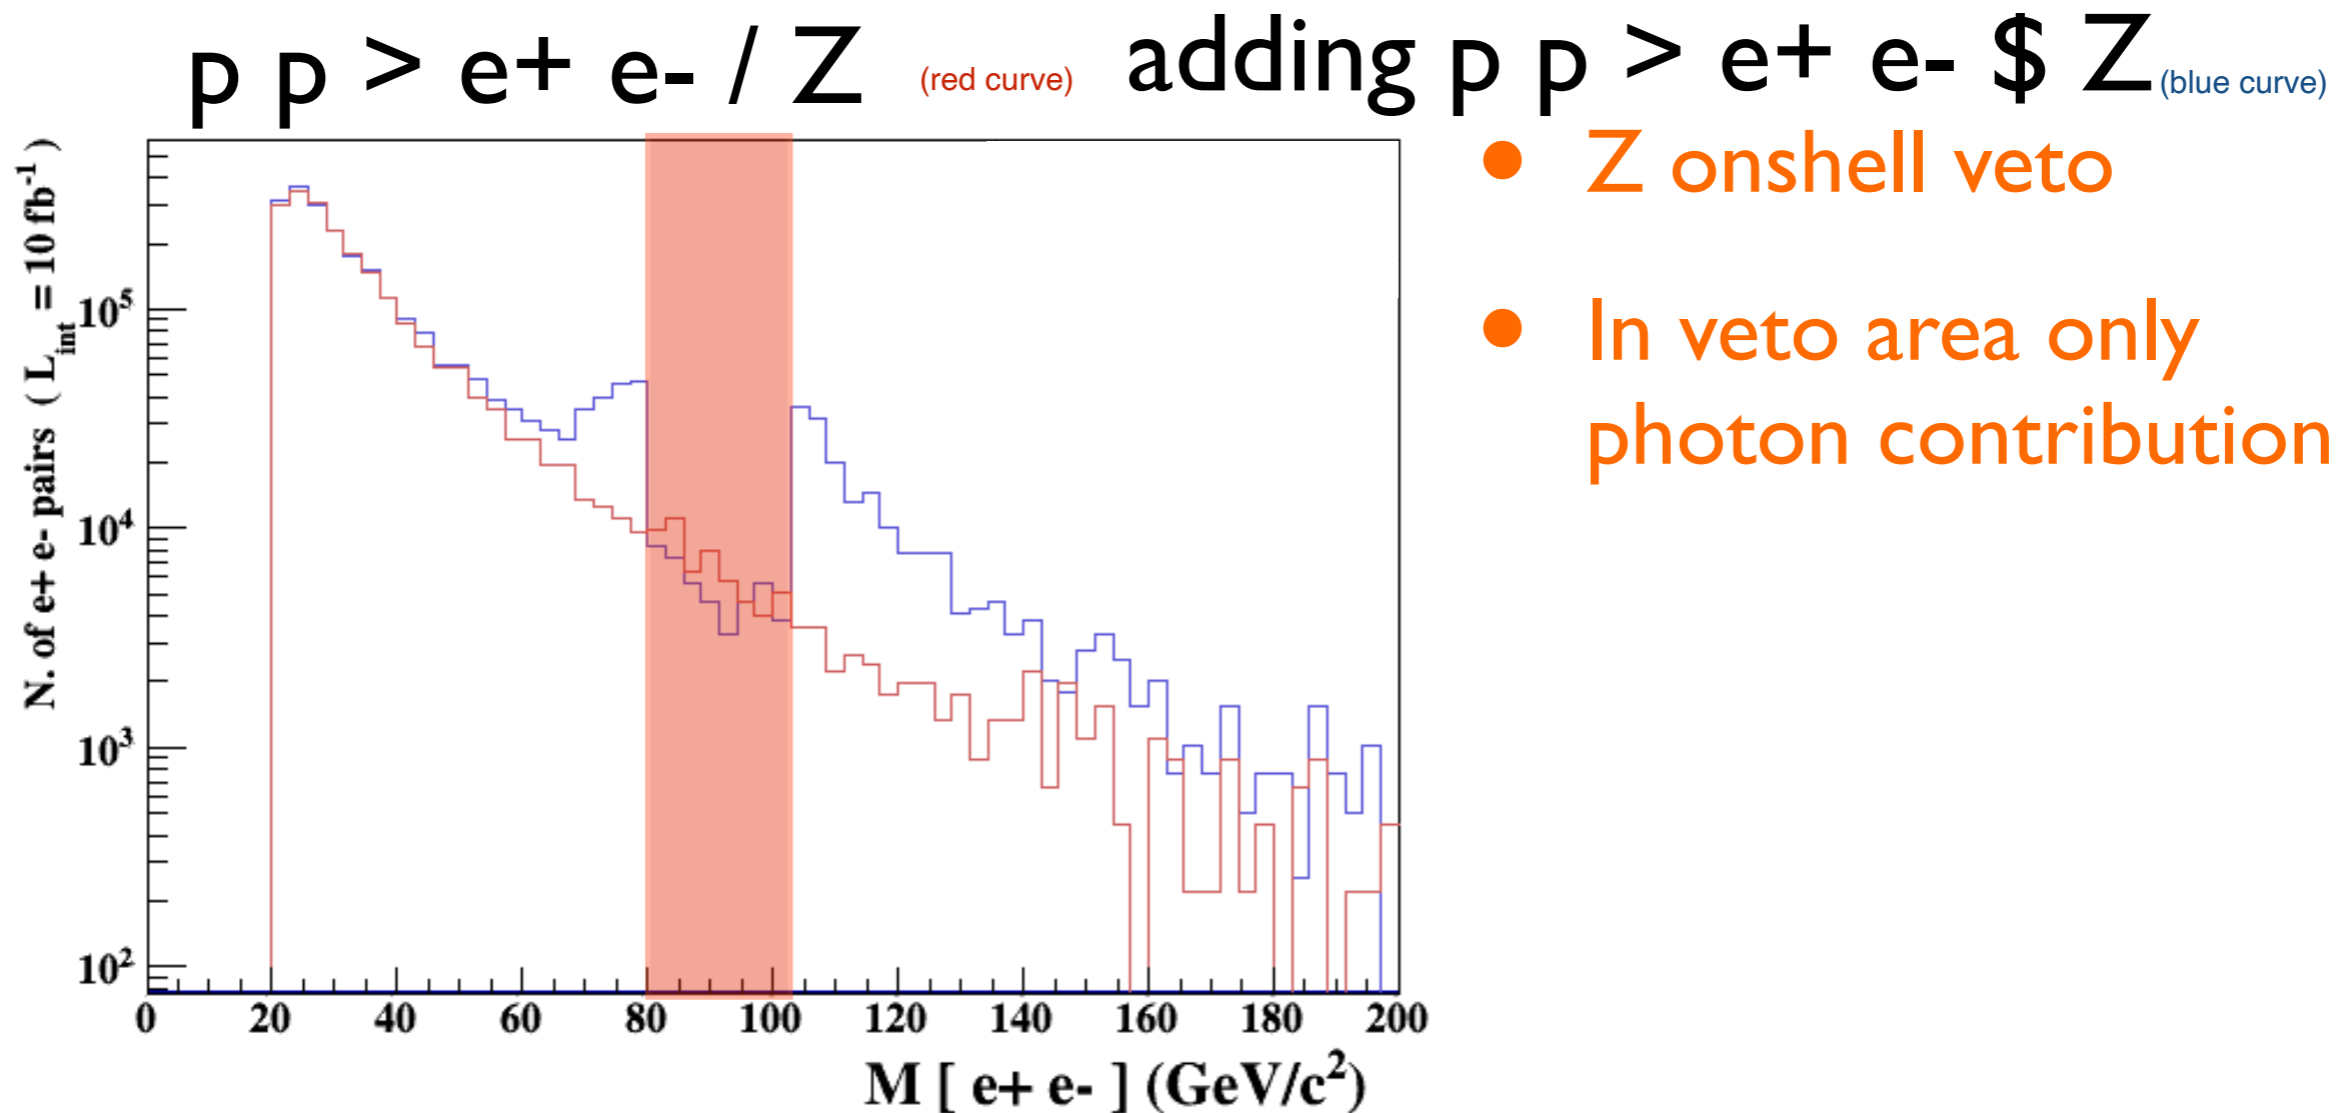 p p > e+ e- / Z (red curve) adding p p > e+ e- $ Z (blue curve)
• Z onshell veto
• In veto area only
photon contribution
N. of e+ e- pairs ( L_int = 10 fb^-1 )
10^5
10^4
10^3
10^2
0 20 40 60 80 100 120 140 160 180 200
M [ e+ e- ] (GeV/c^2)